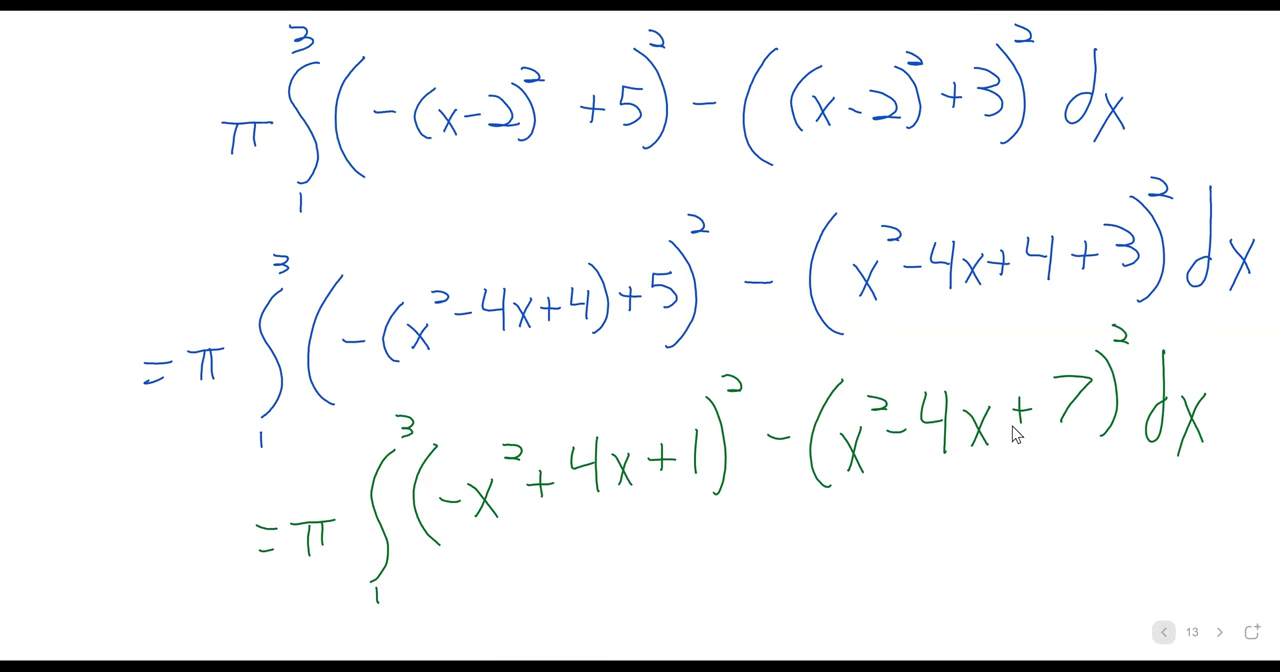 π ∫₁³ (-(x-2)² + 5)² - ((x-2)² + 3)² dx
= π ∫₁³ (-(x² - 4x + 4) + 5)² - (x² - 4x + 4 + 3)² dx
= π ∫₁³ (-x² + 4x + 1)² - (x² - 4x + 7)² dx
13